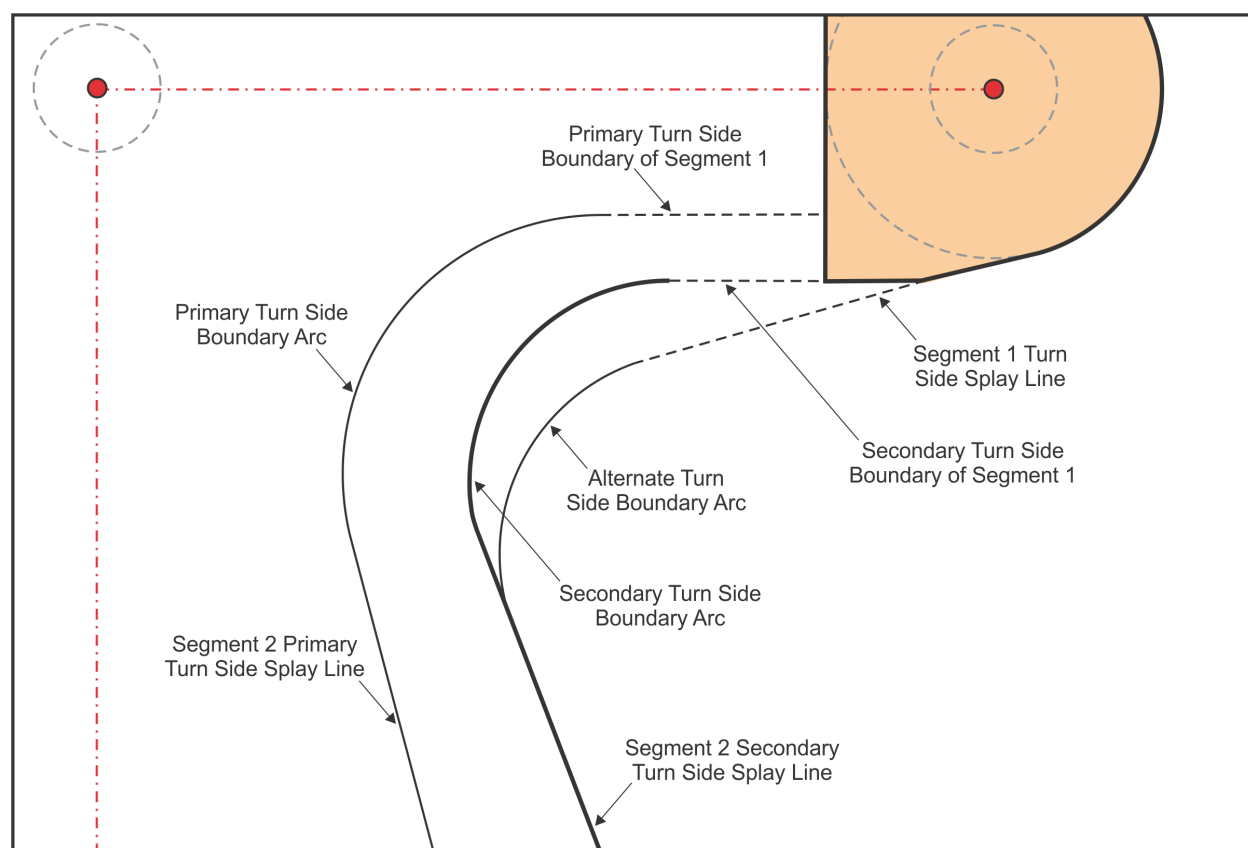 Primary Turn Side
Boundary of Segment 1
Primary Turn Side
Boundary Arc
Segment 1 Turn
Side Splay Line
Secondary Turn Side
Boundary of Segment 1
Alternate Turn
Side Boundary Arc
Secondary Turn Side
Boundary Arc
Segment 2 Primary
Turn Side Splay Line
Segment 2 Secondary
Turn Side Splay Line